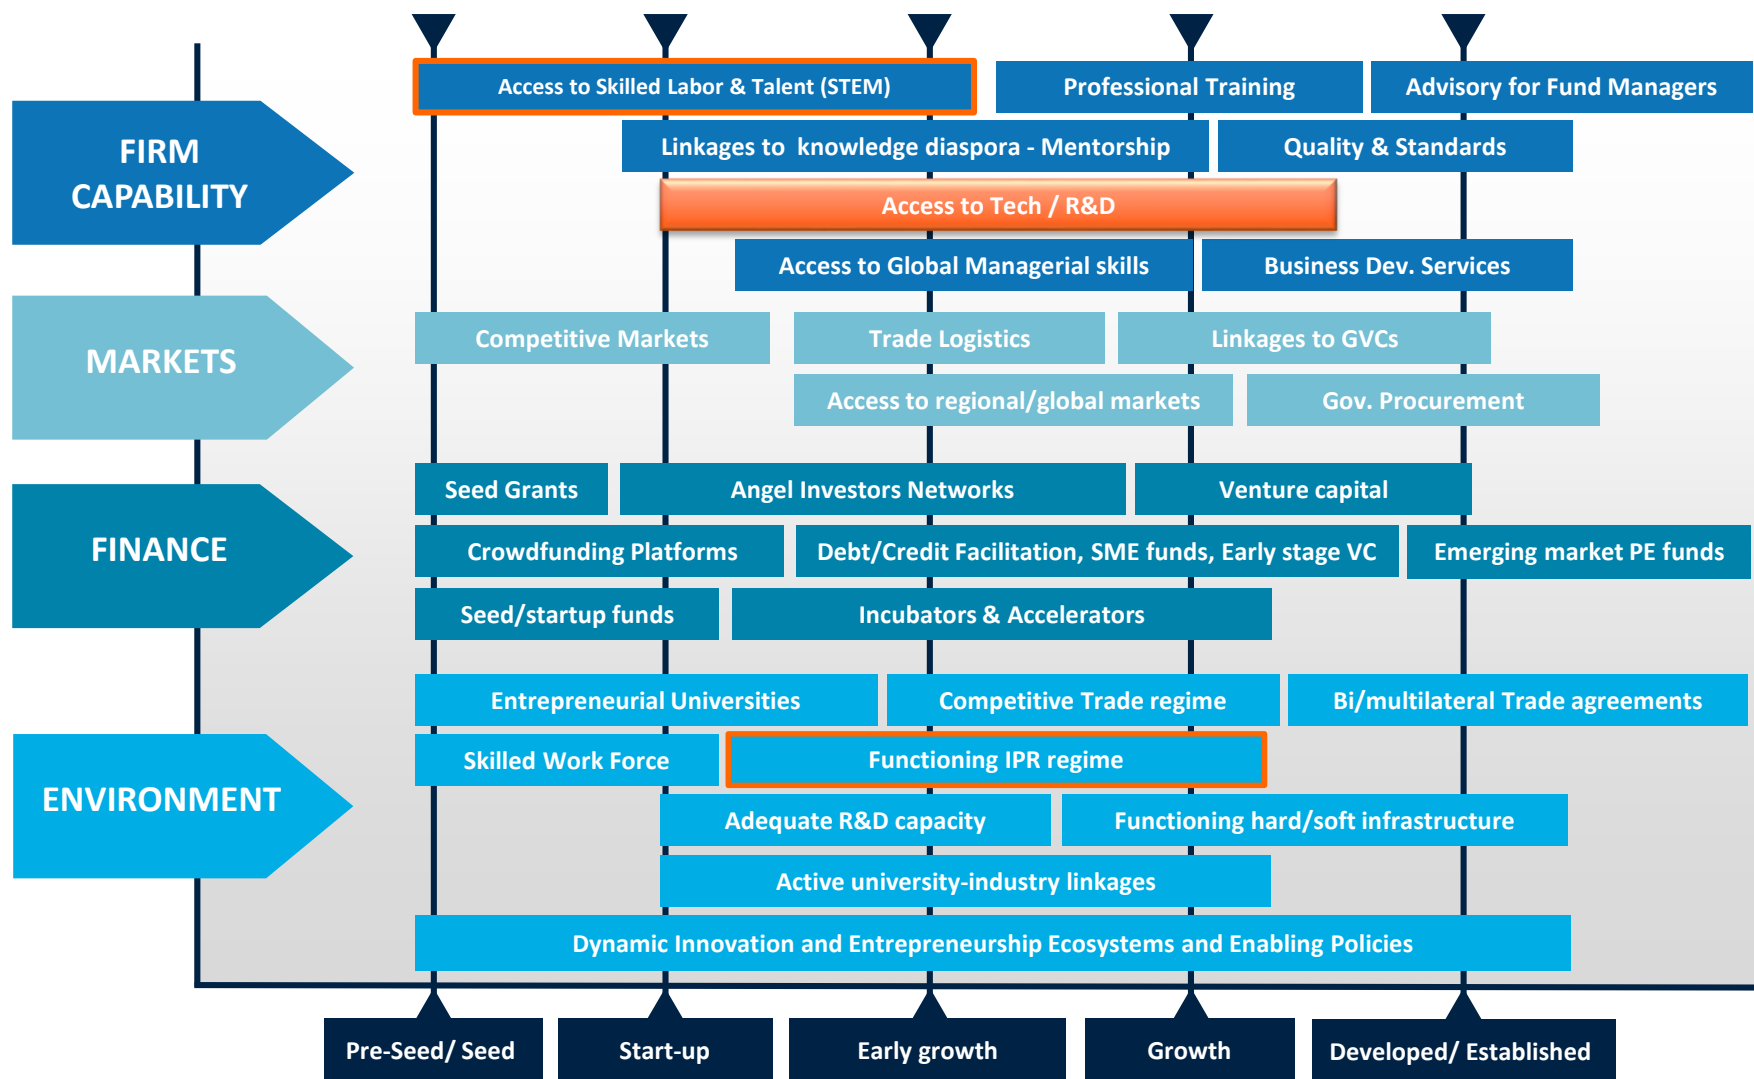 Access to Skilled Labor & Talent (STEM)
Professional Training
Advisory for Fund Managers
FIRM
CAPABILITY
Linkages to  knowledge diaspora - Mentorship
Quality & Standards
Access to Tech / R&D
Access to Global Managerial skills
Business Dev. Services
MARKETS
Competitive Markets
Trade Logistics
Linkages to GVCs
Access to regional/global markets
Gov. Procurement
FINANCE
Seed Grants
Angel Investors Networks
Venture capital
Crowdfunding Platforms
Debt/Credit Facilitation, SME funds, Early stage VC
Emerging market PE funds
Seed/startup funds
Incubators & Accelerators
ENVIRONMENT
Entrepreneurial Universities
Competitive Trade regime
Bi/multilateral Trade agreements
Skilled Work Force
Functioning IPR regime
Adequate R&D capacity
Functioning hard/soft infrastructure
Active university-industry linkages
Dynamic Innovation and Entrepreneurship Ecosystems and Enabling Policies
Pre-Seed/ Seed
Start-up
Early growth
Growth
Developed/ Established